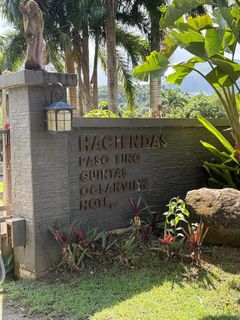 HACIENDAS
PASO FINO
QUINTAS
OCEANVIEW
HOTEL